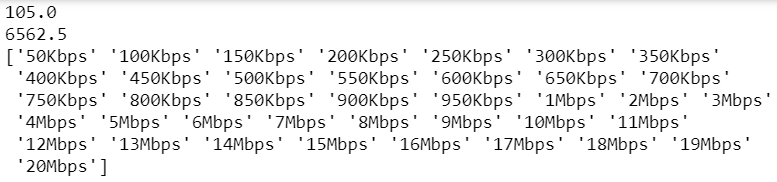 105.0
6562.5
['50Kbps' '100Kbps' '150Kbps' '200Kbps' '250Kbps' '300Kbps' '350Kbps'
 '400Kbps' '450Kbps' '500Kbps' '550Kbps' '600Kbps' '650Kbps' '700Kbps'
 '750Kbps' '800Kbps' '850Kbps' '900Kbps' '950Kbps' '1Mbps' '2Mbps' '3Mbps'
 '4Mbps' '5Mbps' '6Mbps' '7Mbps' '8Mbps' '9Mbps' '10Mbps' '11Mbps'
 '12Mbps' '13Mbps' '14Mbps' '15Mbps' '16Mbps' '17Mbps' '18Mbps' '19Mbps'
 '20Mbps']